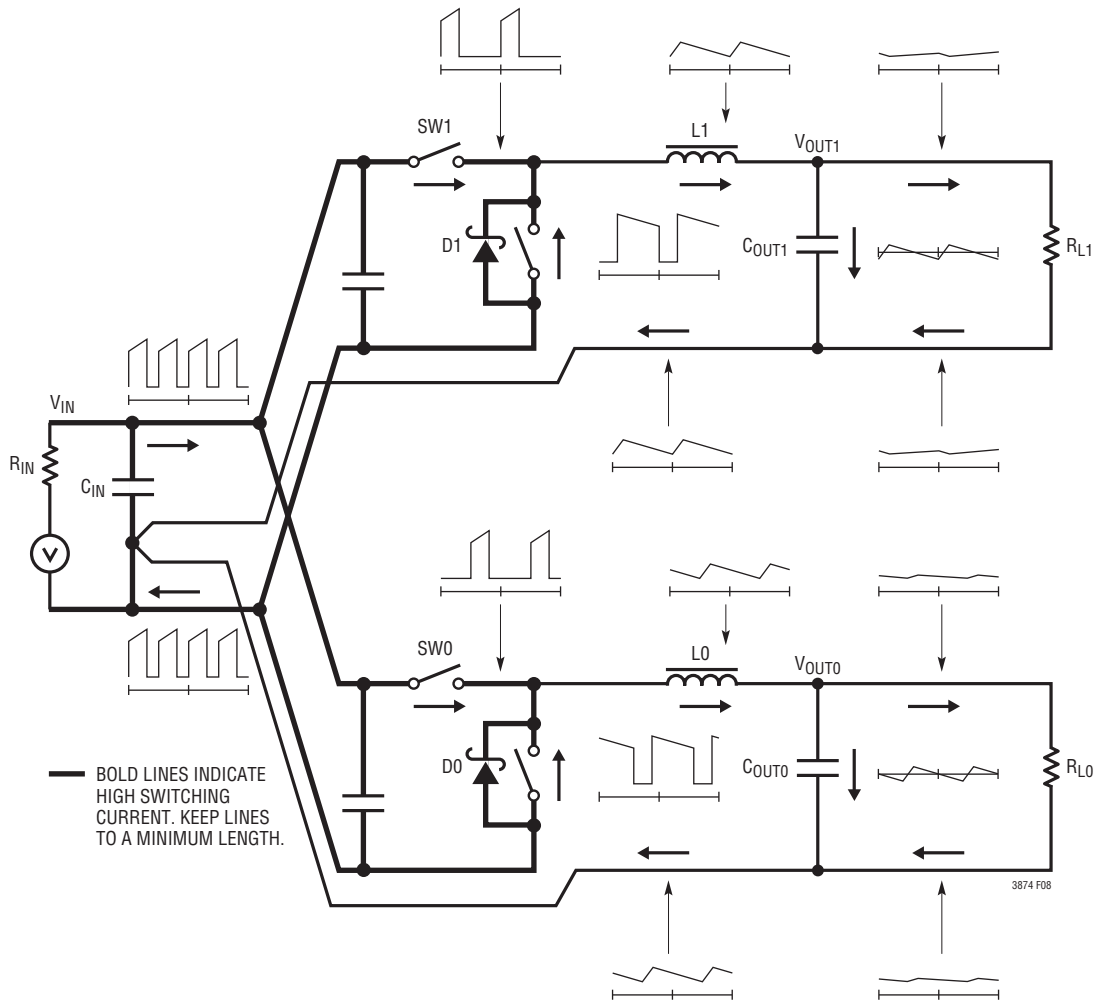 SW1
L1
VOUT1
D1
COUT1
RL1
VIN
RIN
CIN
V
SW0
L0
VOUT0
D0
COUT0
RL0
BOLD LINES INDICATE
HIGH SWITCHING
CURRENT. KEEP LINES
TO A MINIMUM LENGTH.
3874 F08